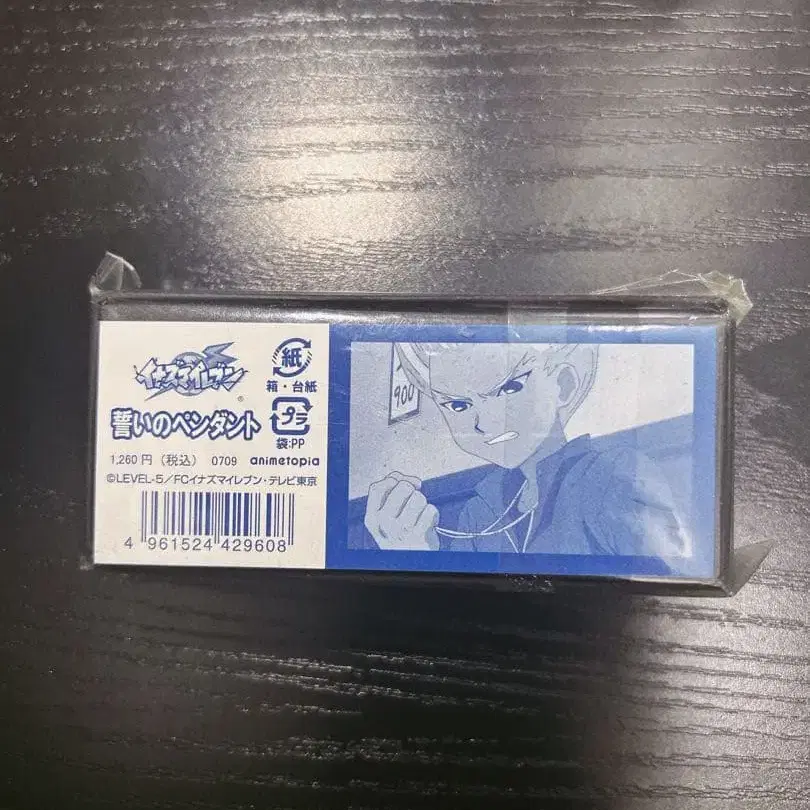 イナズマイレブン
®
誓いのペンダント
1,260円（税込） 0709 animetopia
©LEVEL-5／FCイナズマイレブン・テレビ東京
4 961524 429608
紙
箱・台紙
プラ
袋:PP
900